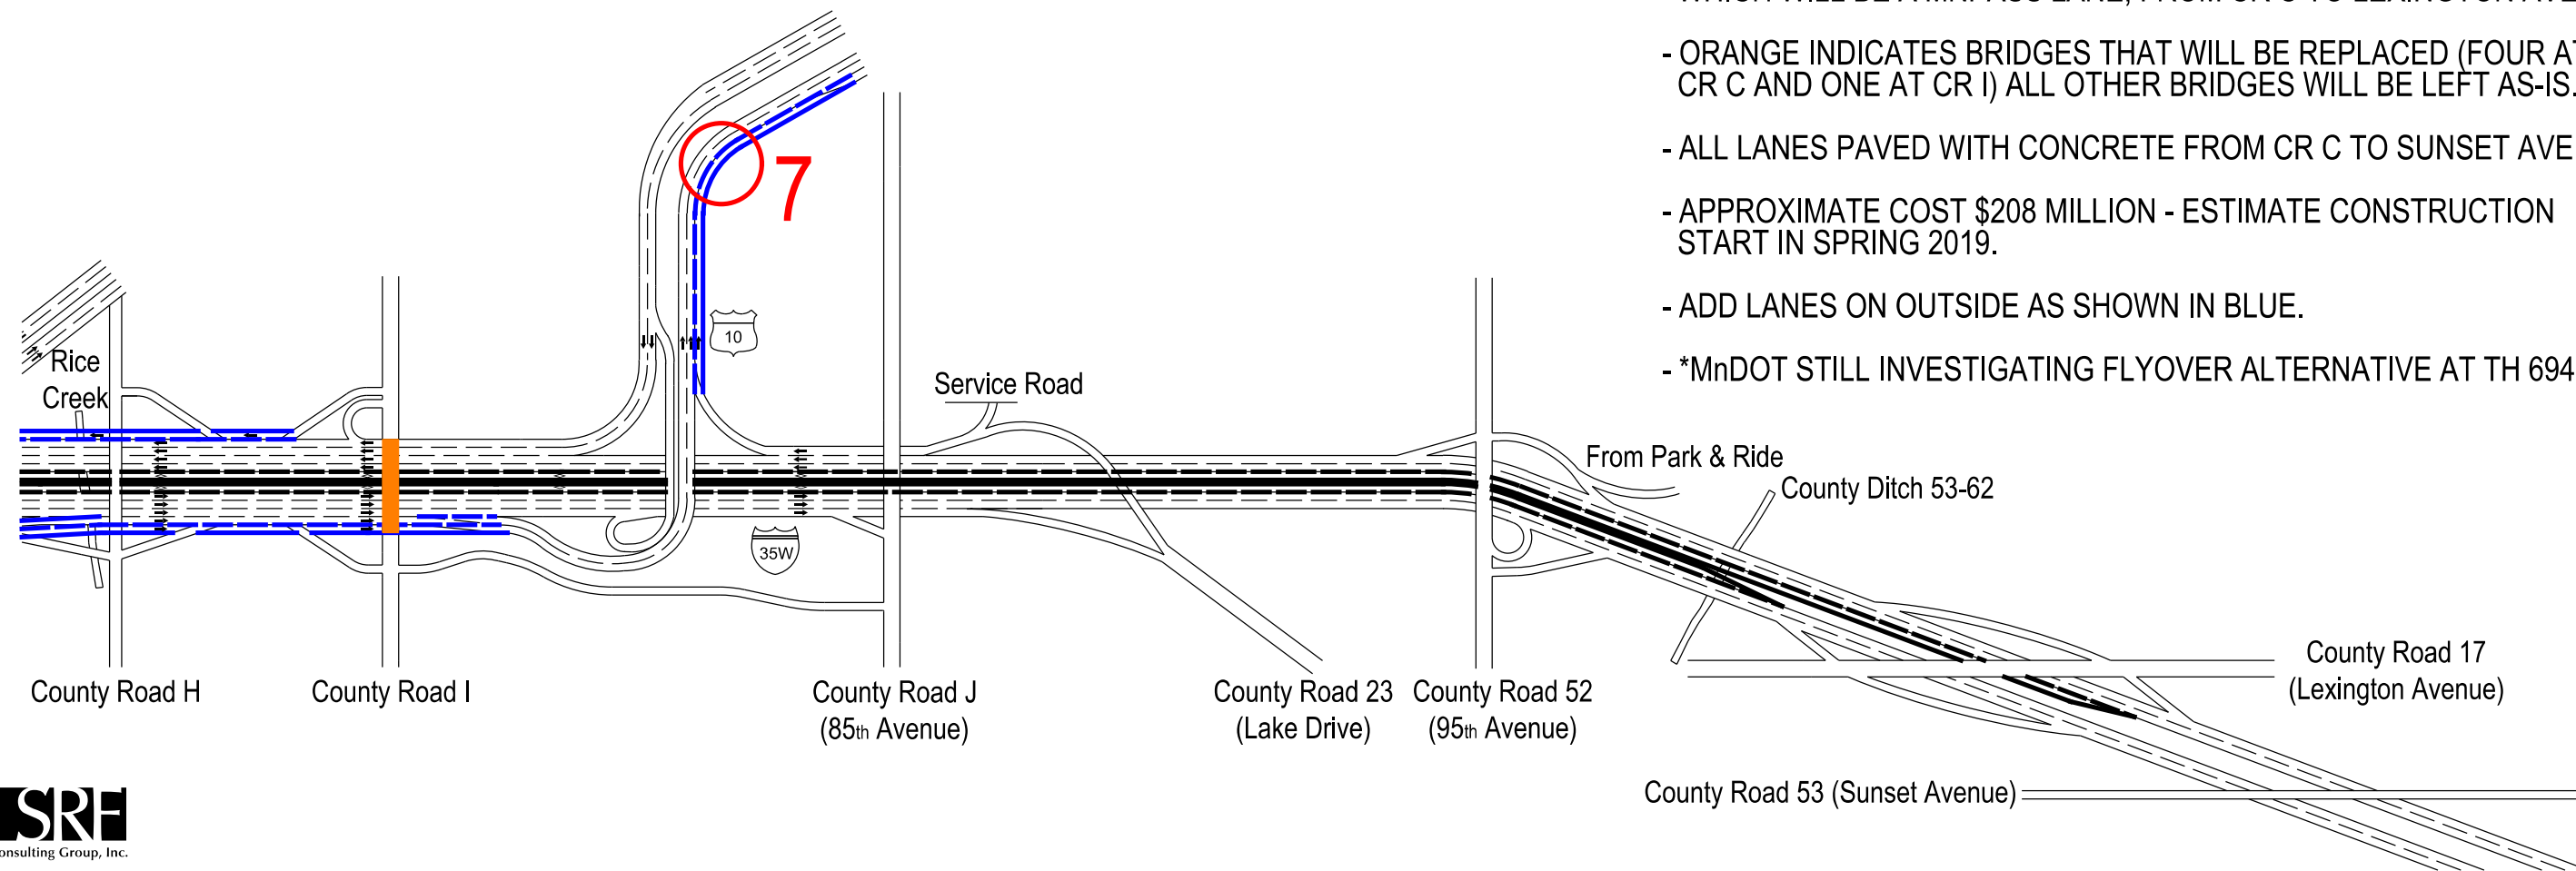 - ORANGE INDICATES BRIDGES THAT WILL BE REPLACED (FOUR AT
CR C AND ONE AT CR I) ALL OTHER BRIDGES WILL BE LEFT AS-IS.
- ALL LANES PAVED WITH CONCRETE FROM CR C TO SUNSET AVE
- APPROXIMATE COST $208 MILLION - ESTIMATE CONSTRUCTION
START IN SPRING 2019.
- ADD LANES ON OUTSIDE AS SHOWN IN BLUE.
- *MnDOT STILL INVESTIGATING FLYOVER ALTERNATIVE AT TH 694
7
10
Rice
Creek
Service Road
From Park & Ride
County Ditch 53-62
35W
County Road H
County Road I
County Road J
(85th Avenue)
County Road 23
(Lake Drive)
County Road 52
(95th Avenue)
County Road 17
(Lexington Avenue)
County Road 53 (Sunset Avenue)
SRF
onsulting Group, Inc.